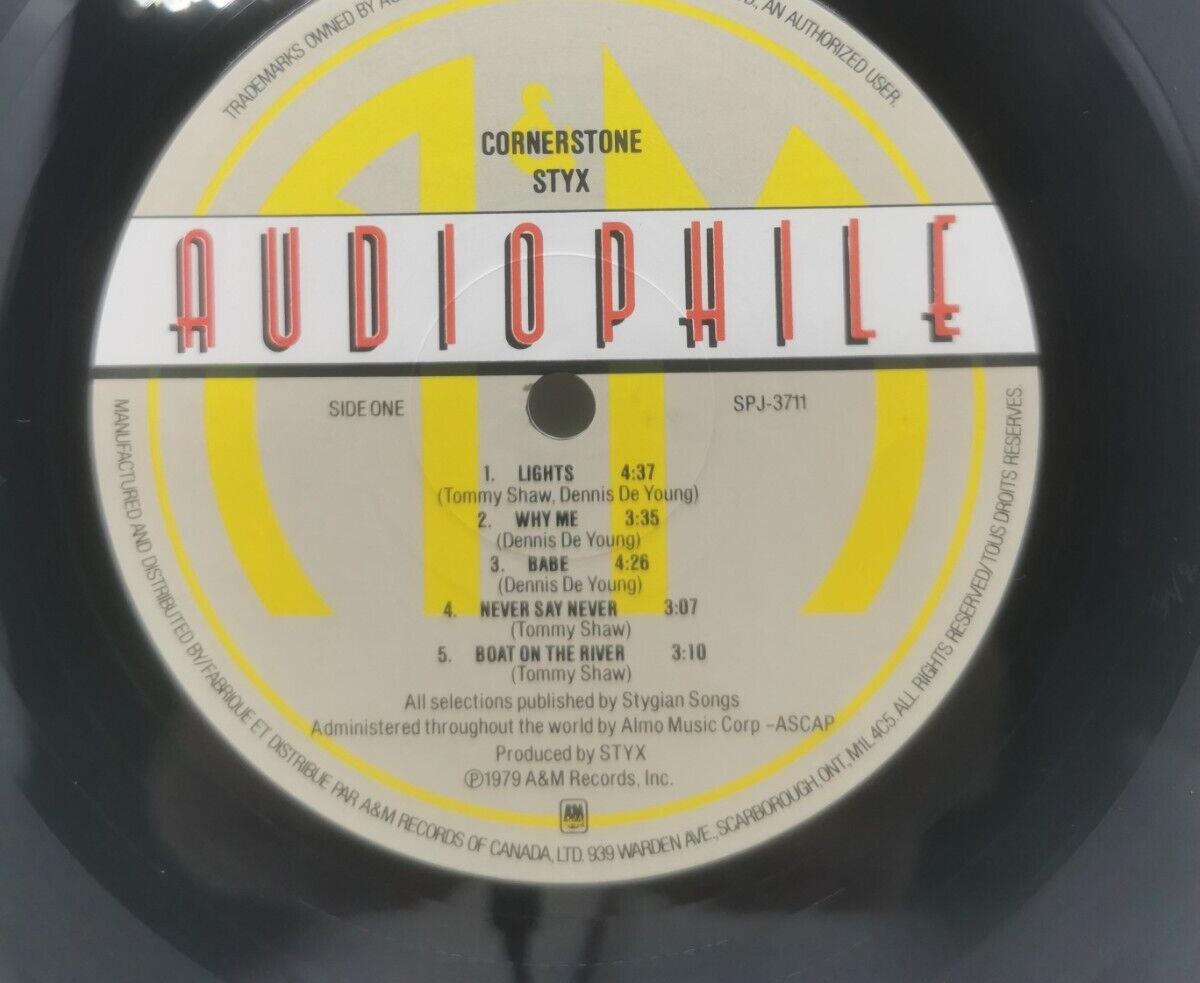 TRADEMARKS OWNED BY
AN AUTHORIZED USER.
CORNERSTONE
STYX
AUDIOPHILE
SIDE ONE
SPJ-3711
1. LIGHTS 4:37
(Tommy Shaw, Dennis De Young)
2. WHY ME 3:35
(Dennis De Young)
3. BABE 4:26
(Dennis De Young)
4. NEVER SAY NEVER 3:07
(Tommy Shaw)
5. BOAT ON THE RIVER 3:10
(Tommy Shaw)
All selections published by Stygian Songs
Administered throughout the world by Almo Music Corp -ASCAP
Produced by STYX
Ⓟ1979 A&M Records, Inc.
A&M
MANUFACTURED AND DISTRIBUTED BY/FABRIQUE ET DISTRIBUE PAR A&M RECORDS OF CANADA, LTD. 939 WARDEN AVE., SCARBOROUGH, ONT., M1L 4C5. ALL RIGHTS RESERVED/TOUS DROITS RESERVES.